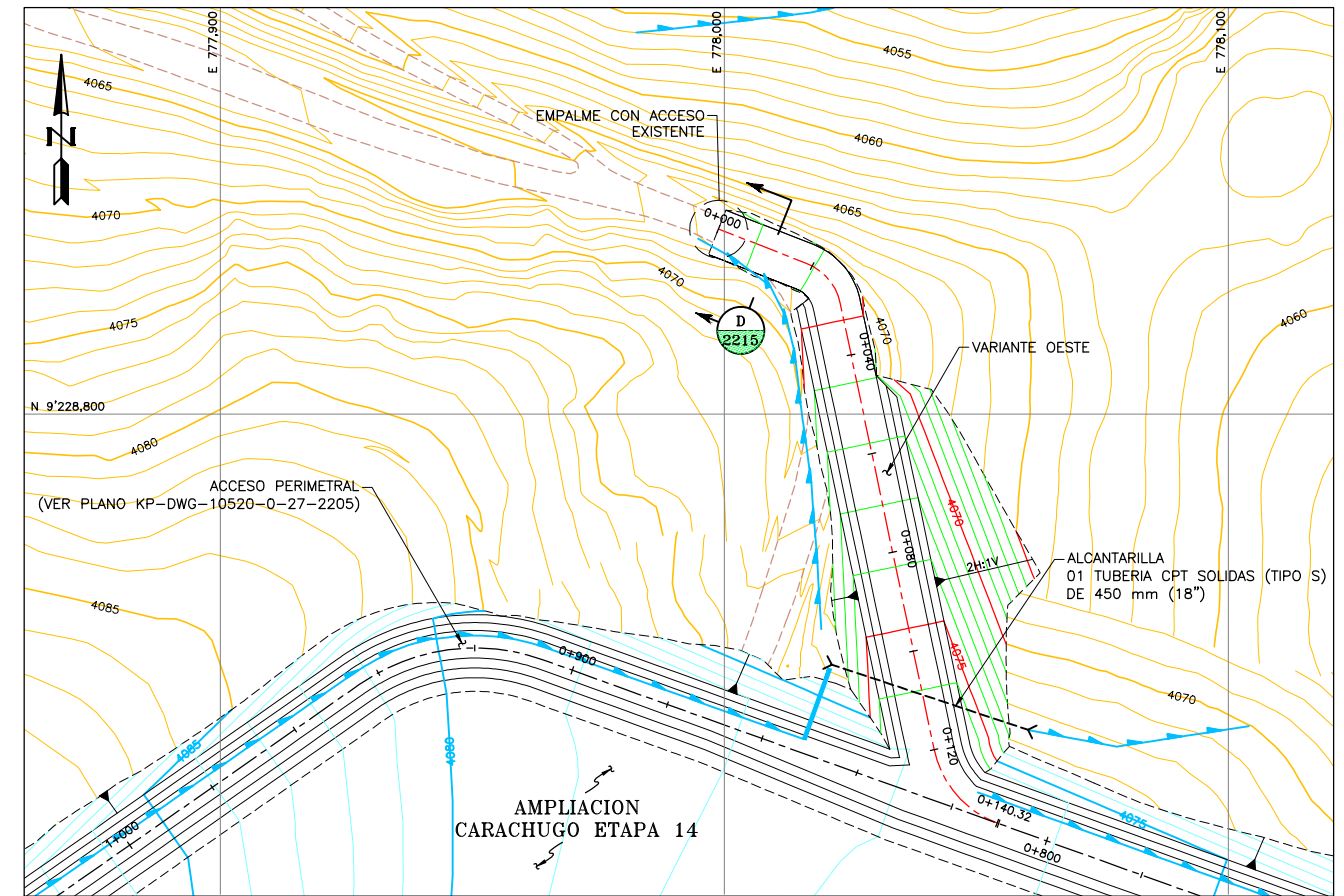 E 777,900
E 778,000
E 778,100
4055
4065
N
EMPALME CON ACCESO
EXISTENTE
4060
4070
0+000
4065
4070
4075
D
2215
4070
0+040
VARIANTE OESTE
4060
N 9'228,800
4080
ACCESO PERIMETRAL
(VER PLANO KP-DWG-10520-0-27-2205)
4070
0+080
2H:1V
ALCANTARILLA
01 TUBERIA CPT SOLIDAS (TIPO S)
DE 450 mm (18")
4085
0+900
4075
4070
4085
4080
0+120
AMPLIACION
CARACHUGO ETAPA 14
0+140.32
4075
1+000
0+800